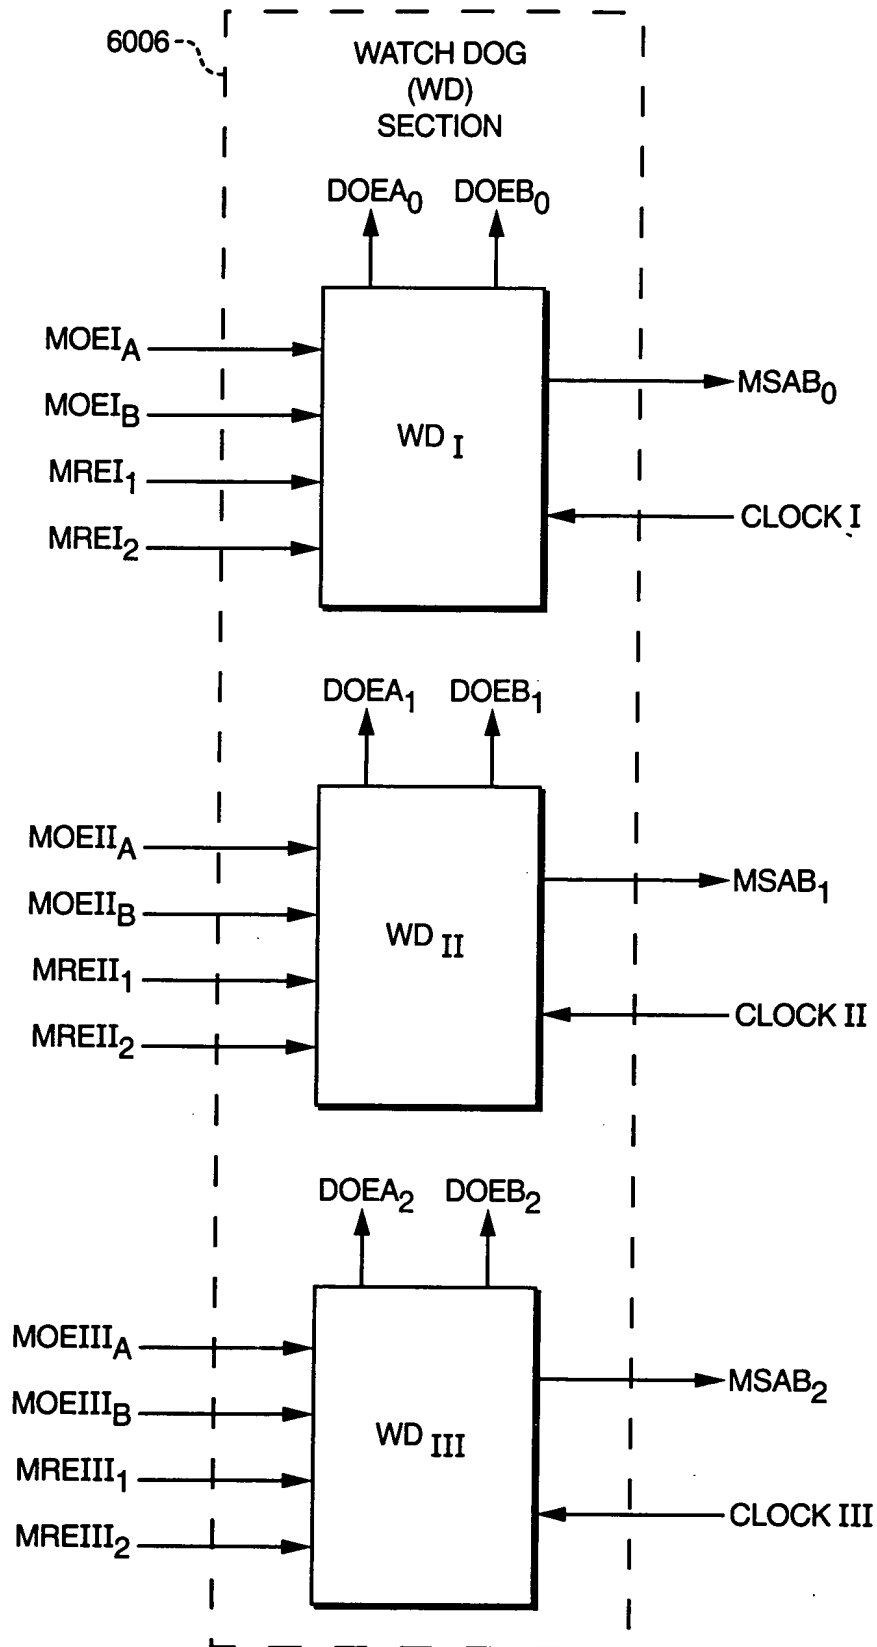 6006
WATCH DOG
(WD)
SECTION
DOEA0 DOEB0
MOEIA
MOEIB
MREI1
MREI2
WD I
MSAB0
CLOCK I
DOEA1 DOEB1
MOEIIA
MOEIIB
MREII1
MREII2
WD II
MSAB1
CLOCK II
DOEA2 DOEB2
MOEIIIA
MOEIIIB
MREIII1
MREIII2
WD III
MSAB2
CLOCK III